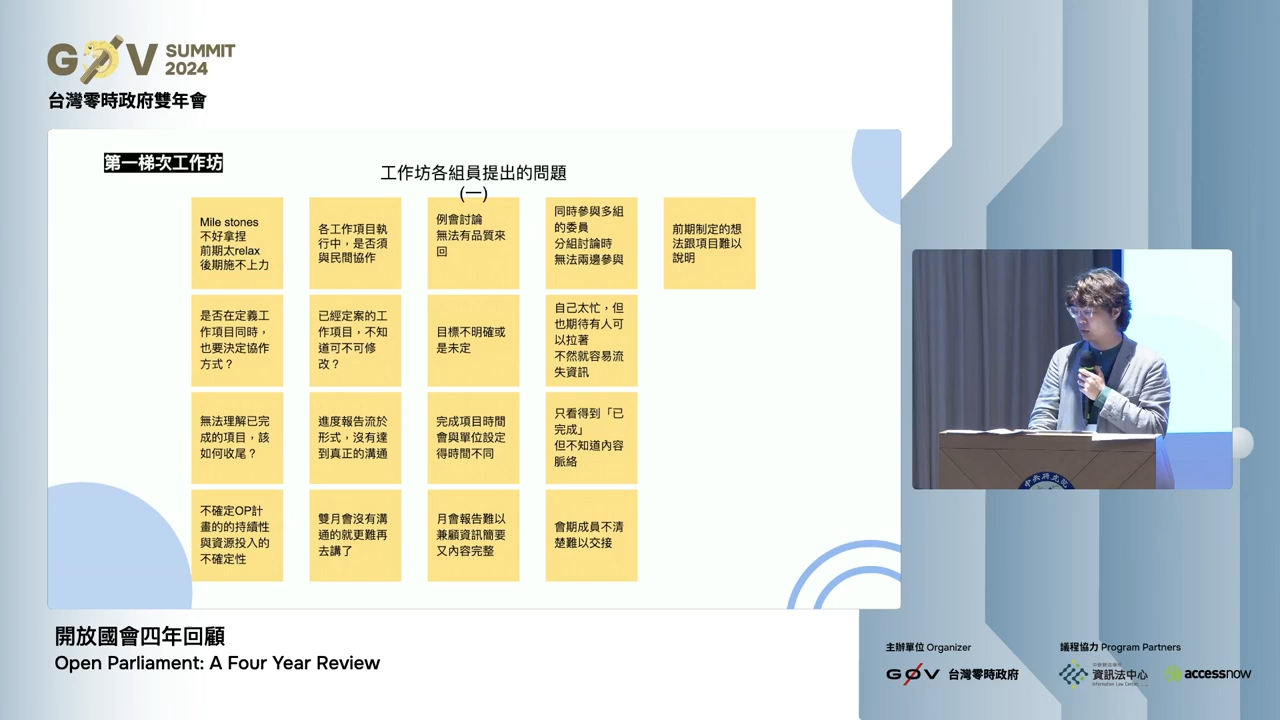 G0V SUMMIT
2024
台灣零時政府雙年會
第一梯次工作坊
工作坊各組員提出的問題
(一)
Mile stones
不好拿捏
前期太relax
後期施不上力
各工作項目執
行中，是否須
與民間協作
例會討論
無法有品質來
回
同時參與多組
的委員
分組討論時
無法兩邊參與
前期制定的想
法跟項目難以
說明
是否在定義工
作項目同時，
也要決定協作
方式？
已經定案的工
作項目，不知
道可不可修
改？
目標不明確或
是未定
自己太忙，但
也期待有人可
以拉著
不然就容易流
失資訊
無法理解已完
成的項目，該
如何收尾？
進度報告流於
形式，沒有達
到真正的溝通
完成項目時間
會與單位設定
得時間不同
只看得到「已
完成」
但不知道內容
脈絡
不確定OP計
畫的的持續性
與資源投入的
不確定性
雙月會沒有溝
通的就更難再
去講了
月會報告難以
兼顧資訊簡要
又內容完整
會期成員不清
楚難以交接
中央研究院
開放國會四年回顧
Open Parliament: A Four Year Review
主辦單位 Organizer
G0V 台灣零時政府
議程協力 Program Partners
資訊法中心
Information Law Center
accessnow